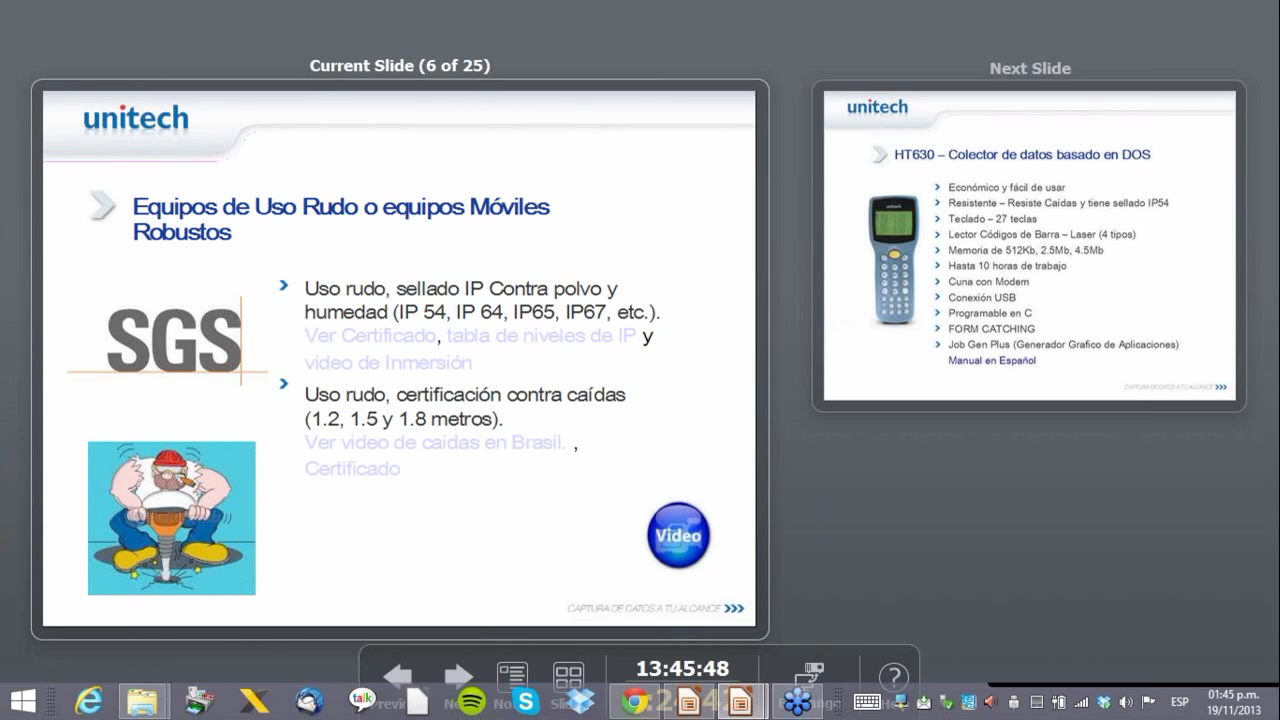 Current Slide (6 of 25)
unitech
Equipos de Uso Rudo o equipos Móviles
Robustos
Uso rudo, sellado IP Contra polvo y
humedad (IP 54, IP 64, IP65, IP67, etc.).
Ver Certificado, tabla de niveles de IP y
video de Inmersión
SGS
Uso rudo, certificación contra caídas
(1.2, 1.5 y 1.8 metros).
Ver video de caidas en Brasil. ,
Certificado
Video
CAPTURA DE DATOS A TU ALCANCE
Next Slide
unitech
HT630 – Colector de datos basado en DOS
Económico y fácil de usar
Resistente – Resiste Caídas y tiene sellado IP54
Teclado – 27 teclas
Lector Códigos de Barra – Laser (4 tipos)
Memoria de 512Kb, 2.5Mb, 4.5Mb
Hasta 10 horas de trabajo
Cuna con Modem
Conexión USB
Programable en C
FORM CATCHING
Job Gen Plus (Generador Grafico de Aplicaciones)
Manual en Español
CAPTURA DE DATOS A TU ALCANCE
13:45:48
talk
ESP
01:45 p.m.
19/11/2013